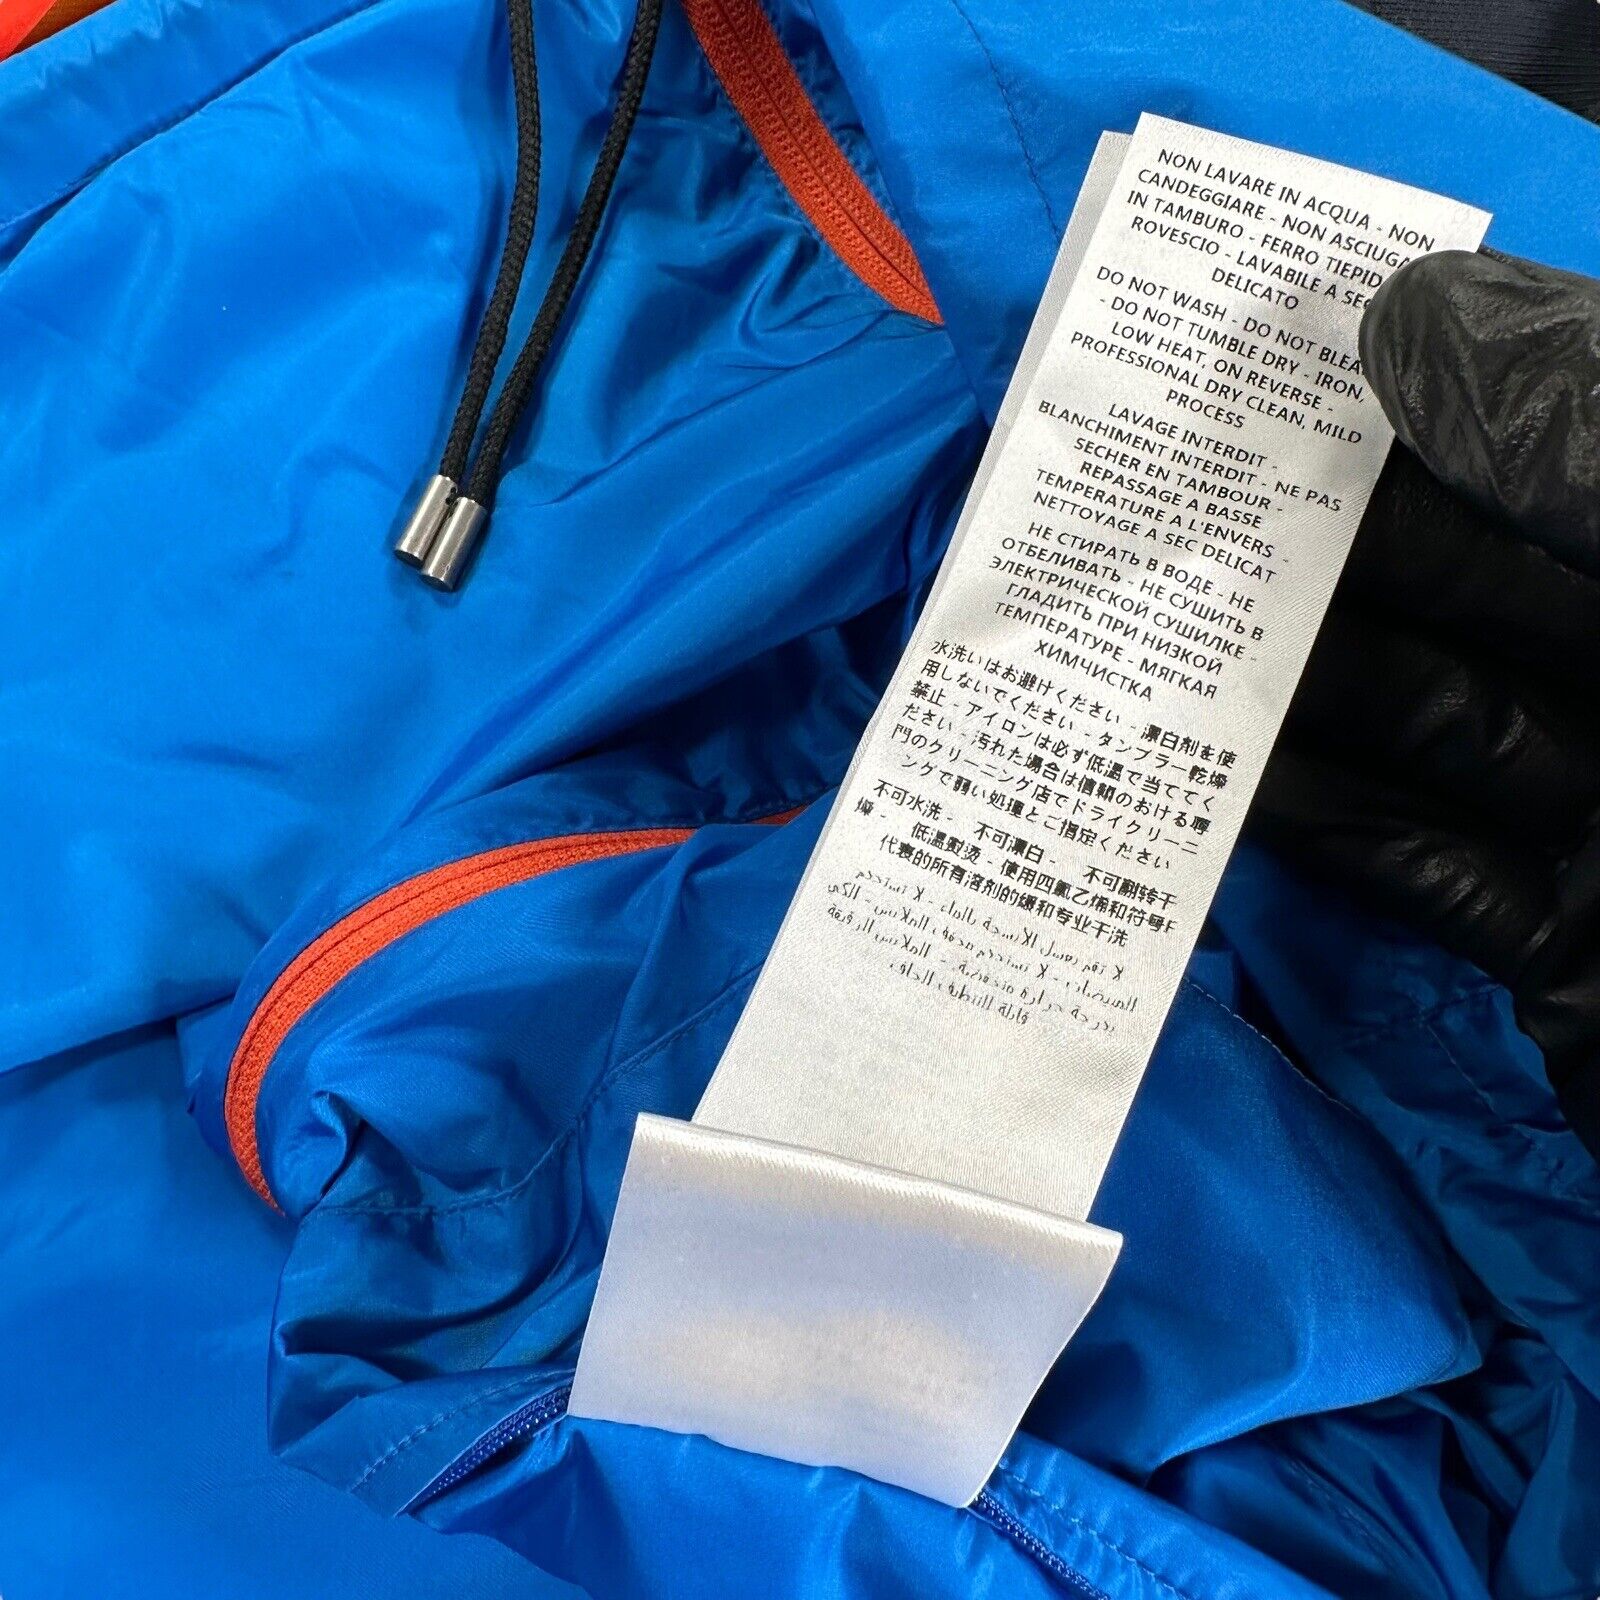 NON LAVARE IN ACQUA - NON
CANDEGGIARE - NON ASCIUGA
IN TAMBURO - FERRO TIEPID
ROVESCIO - LAVABILE A SEC
DELICATO
DO NOT WASH - DO NOT BLEA
- DO NOT TUMBLE DRY - IRON,
LOW HEAT, ON REVERSE -
PROFESSIONAL DRY CLEAN, MILD
PROCESS
LAVAGE INTERDIT -
BLANCHIMENT INTERDIT - NE PAS
SECHER EN TAMBOUR -
REPASSAGE A BASSE
TEMPERATURE A L'ENVERS -
NETTOYAGE A SEC DELICAT
НЕ СТИРАТЬ В ВОДЕ - НЕ
ОТБЕЛИВАТЬ - НЕ СУШИТЬ В
ЭЛЕКТРИЧЕСКОЙ СУШИЛКЕ -
ГЛАДИТЬ ПРИ НИЗКОЙ
ТЕМПЕРАТУРЕ - МЯГКАЯ
ХИМЧИСТКА
水洗いはお避けください - 漂白剤を使
用しないでください - タンブラー乾燥
禁止 - アイロンは必ず低温で当ててく
ださい - 汚れた場合は信頼のおける専
門のクリーニング店でドライクリーニ
ングで弱い処理とご指定ください
不可水洗 - 不可漂白 - 不可翻转干
燥 - 低温熨烫 - 使用四氯乙烯和符号F
代表的所有溶剂的缓和专业干洗